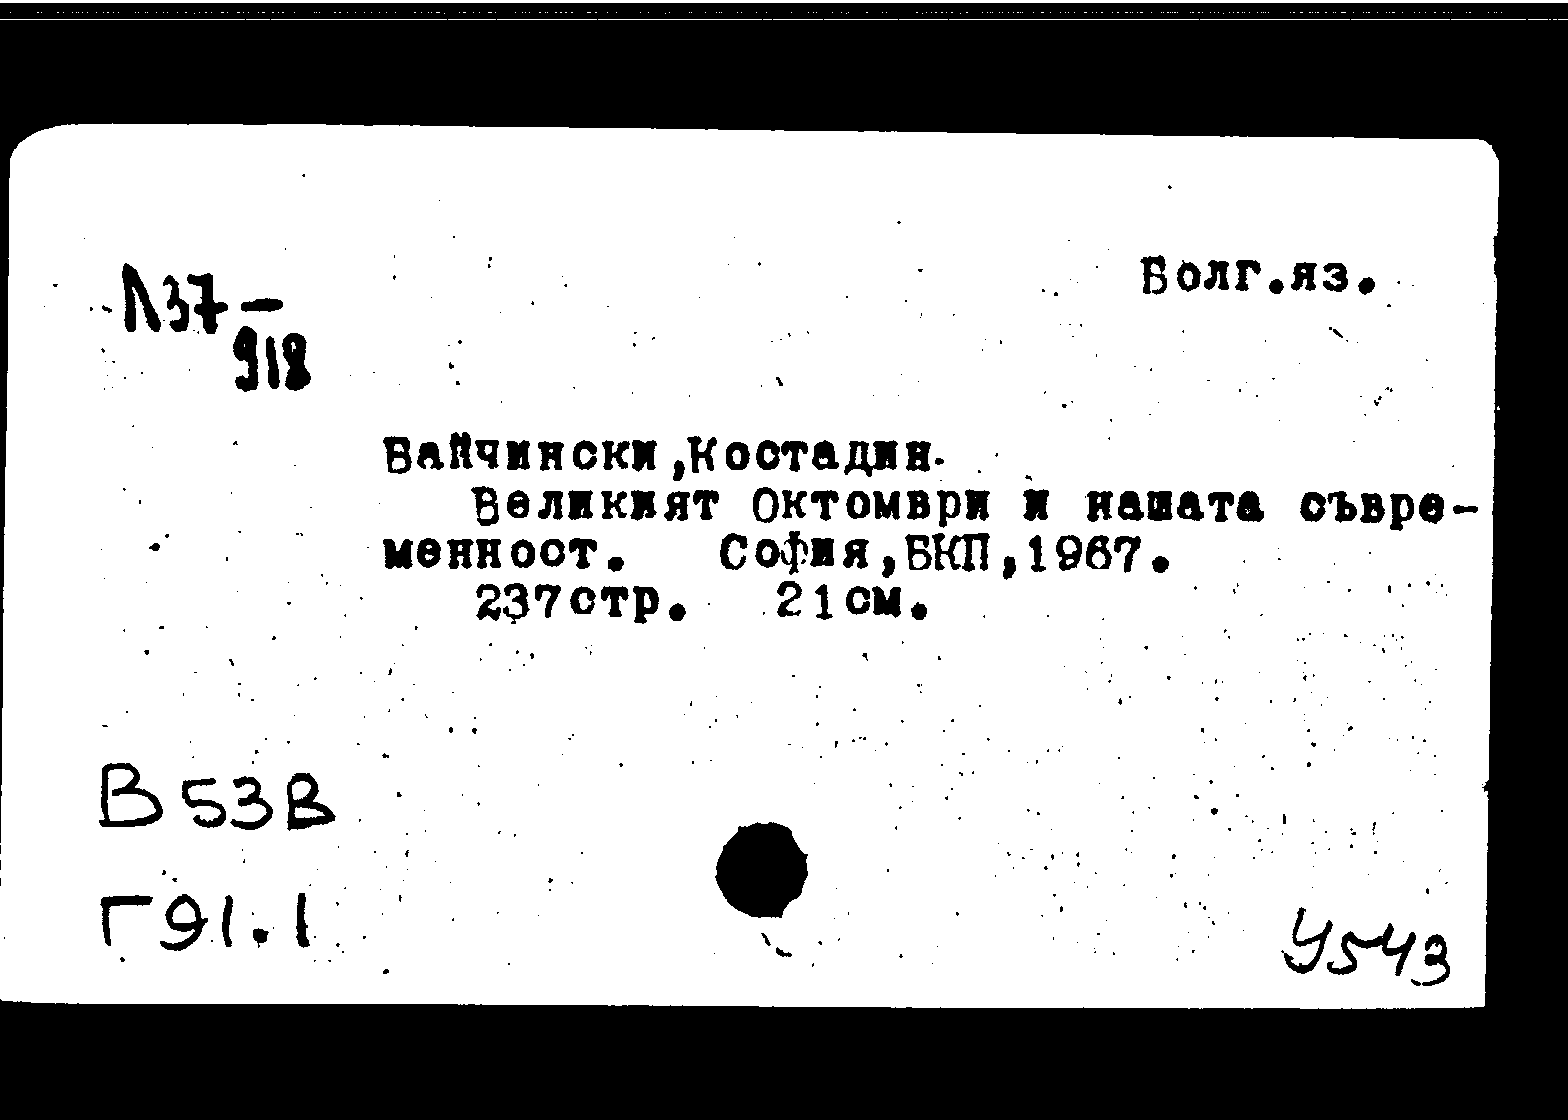 Болг.яз.
Л37-
918
Байчински,Костадин.
Великият Октомври и нашата съвре-
менност. София,БКП,1967.
237стр. 21см.
В53в
Г91.1
У543